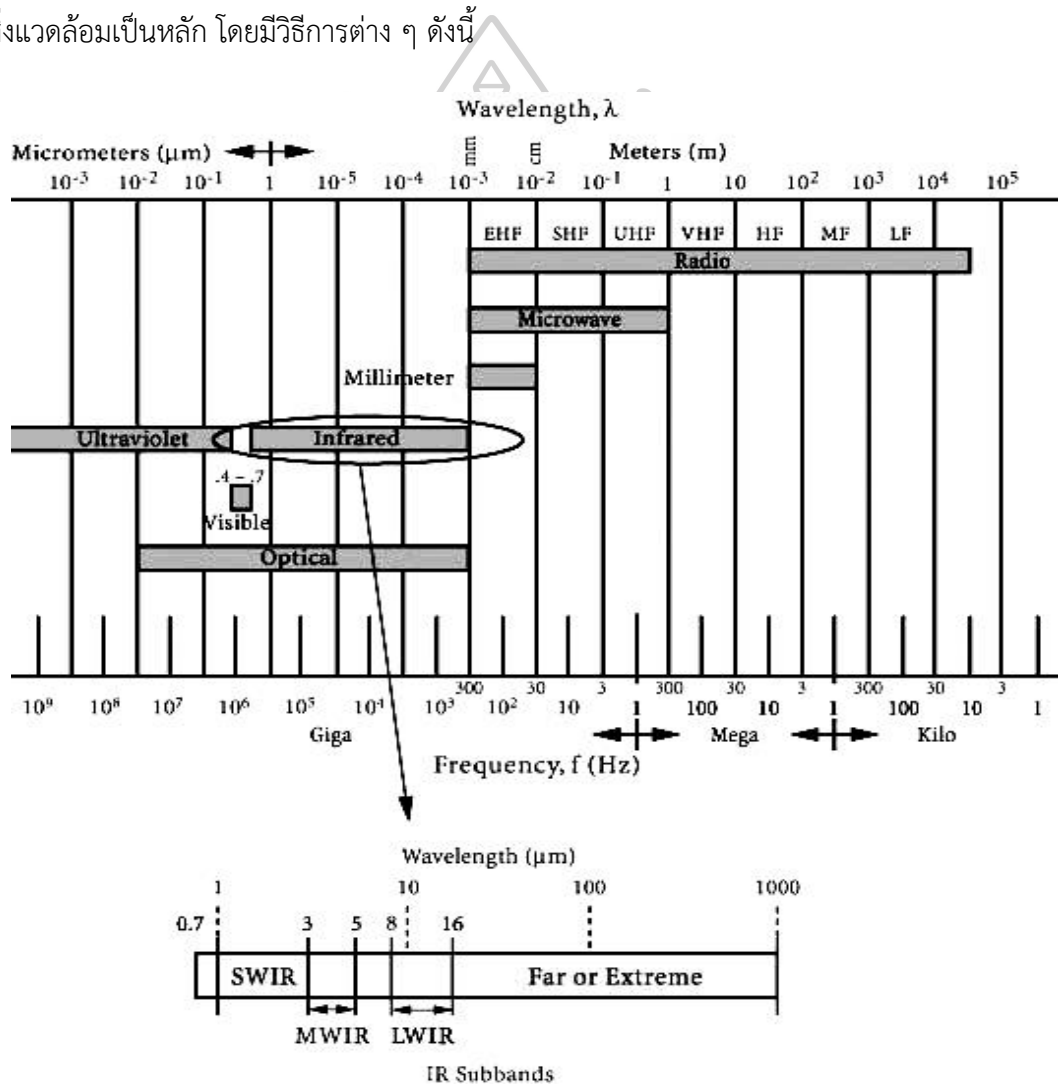 สิ่งแวดล้อมเป็นหลัก โดยมีวิธีการต่าง ๆ ดังนี้
Wavelength, λ
Micrometers (μm) mm cm Meters (m)
10⁻³ 10⁻² 10⁻¹ 1 10⁻⁵ 10⁻⁴ 10⁻³ 10⁻² 10⁻¹ 1 10 10² 10³ 10⁴ 10⁵
EHF SHF UHF VHF HF MF LF
Radio
Microwave
Millimeter
Ultraviolet Infrared
.4 – .7
Visible
Optical
300 30 3 300 30 3 300 30 3
10⁹ 10⁸ 10⁷ 10⁶ 10⁵ 10⁴ 10³ 10² 10 1 100 10 1 100 10 1
Giga Mega Kilo
Frequency, f (Hz)
Wavelength (μm)
1 10 100 1000
0.7 3 5 8 16
SWIR Far or Extreme
MWIR LWIR
IR Subbands